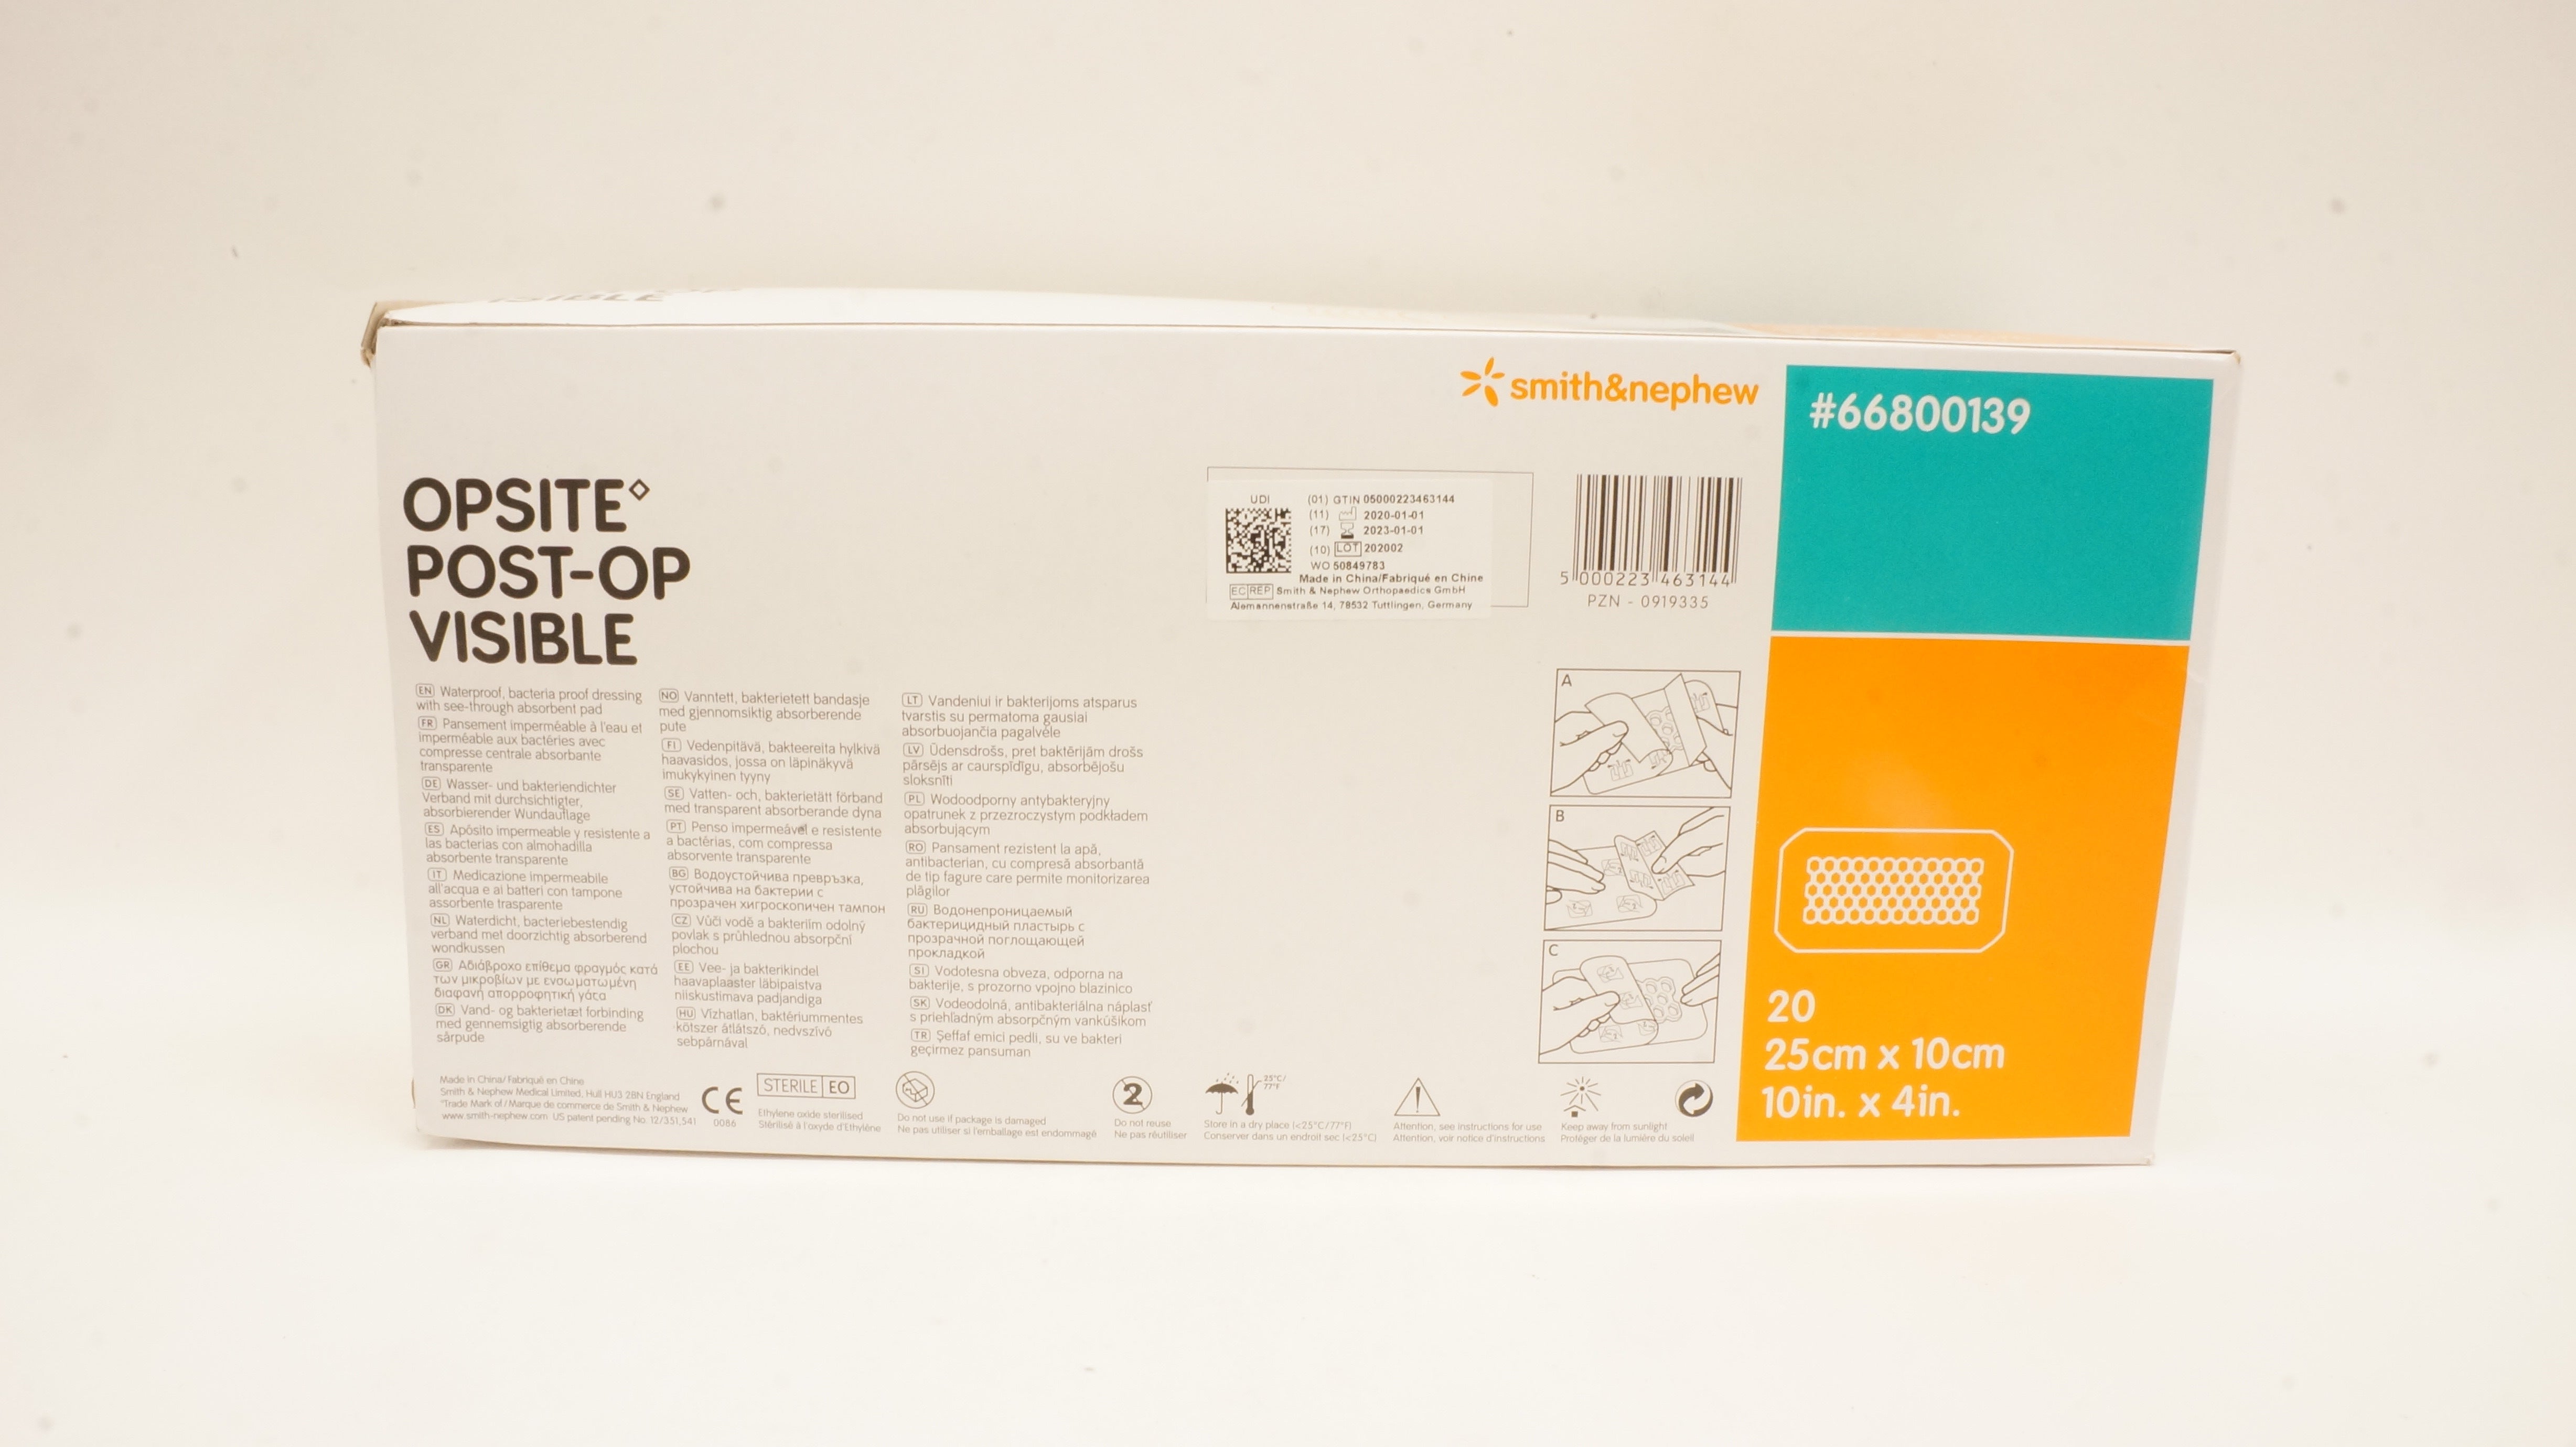 smith&nephew
#66800139
OPSITE◊
POST-OP
VISIBLE
UDI
(01) GTIN 05000223463144
(11) 2020-01-01
(17) 2023-01-01
(10) LOT 202002
WO 50849783
Made in China/Fabriqué en Chine
EC REP Smith & Nephew Orthopaedics GmbH
Alemannenstraße 14, 78532 Tuttlingen, Germany
5 000223 463144
PZN - 0919335
EN Waterproof, bacteria proof dressing
with see-through absorbent pad
FR Pansement imperméable à l'eau et
imperméable aux bactéries avec
compresse centrale absorbante
transparente
DE Wasser- und bakteriendichter
Verband mit durchsichtigter,
absorbierender Wundauflage
ES Apósito impermeable y resistente a
las bacterias con almohadilla
absorbente transparente
IT Medicazione impermeabile
all'acqua e ai batteri con tampone
assorbente trasparente
NL Waterdicht, bacteriebestendig
verband met doorzichtig absorberend
wondkussen
GR Αδιάβροχο επίθεμα φραγμός κατά
των μικροβίων με ενσωματωμένη
διαφανή απορροφητική γάζα
DK Vand- og bakterietæt forbinding
med gennemsigtig absorberende
sårpude
NO Vanntett, bakterietett bandasje
med gjennomsiktig absorberende
pute
FI Vedenpitävä, bakteereita hylkivä
haavasidos, jossa on läpinäkyvä
imukykyinen tyyny
SE Vatten- och, bakterietätt förband
med transparent absorberande dyna
PT Penso impermeável e resistente
a bactérias, com compressa
absorvente transparente
BG Водоустойчива превръзка,
устойчива на бактерии с
прозрачен хигроскопичен тампон
CZ Vůči vodě a bakteriím odolný
povlak s průhlednou absorpční
plochou
EE Vee- ja bakterikindel
haavaplaaster läbipaistva
niiskustimava padjandiga
HU Vízhatlan, baktériummentes
kötszer átlátszó, nedvszívó
sebpárnával
LT Vandeniui ir bakterijoms atsparus
tvarstis su permatoma gausiai
absorbuojančia pagalvėle
LV Ūdensdrošs, pret baktērijām drošs
pārsējs ar caurspīdīgu, absorbējošu
sloksnīti
PL Wodoodporny antybakteryjny
opatrunek z przezroczystym podkładem
absorbującym
RO Pansament rezistent la apă,
antibacterian, cu compresă absorbantă
de tip fagure care permite monitorizarea
plăgilor
RU Водонепроницаемый
бактерицидный пластырь с
прозрачной поглощающей
прокладкой
SI Vodotesna obveza, odporna na
bakterije, s prozorno vpojno blazinico
SK Vodeodolná, antibakteriálna náplasť
s priehľadným absorpčným vankúšikom
TR Şeffaf emici pedli, su ve bakteri
geçirmez pansuman
A
B
C
20
25cm x 10cm
10in. x 4in.
Made in China/Fabriqué en Chine
Smith & Nephew Medical Limited, Hull HU3 2BN England
◊Trade Mark of/Marque de commerce de Smith & Nephew
www.smith-nephew.com US patent pending No. 12/351,541
CE
0086
STERILE EO
Ethylene oxide sterilised
Stérilisé à l'oxyde d'Ethylène
Do not use if package is damaged
Ne pas utiliser si l'emballage est endommagé
2
Do not reuse
Ne pas réutiliser
25°C/
77°F
Store in a dry place (<25°C/77°F)
Conserver dans un endroit sec (<25°C)
Attention, see instructions for use
Attention, voir notice d'instructions
Keep away from sunlight
Protéger de la lumière du soleil